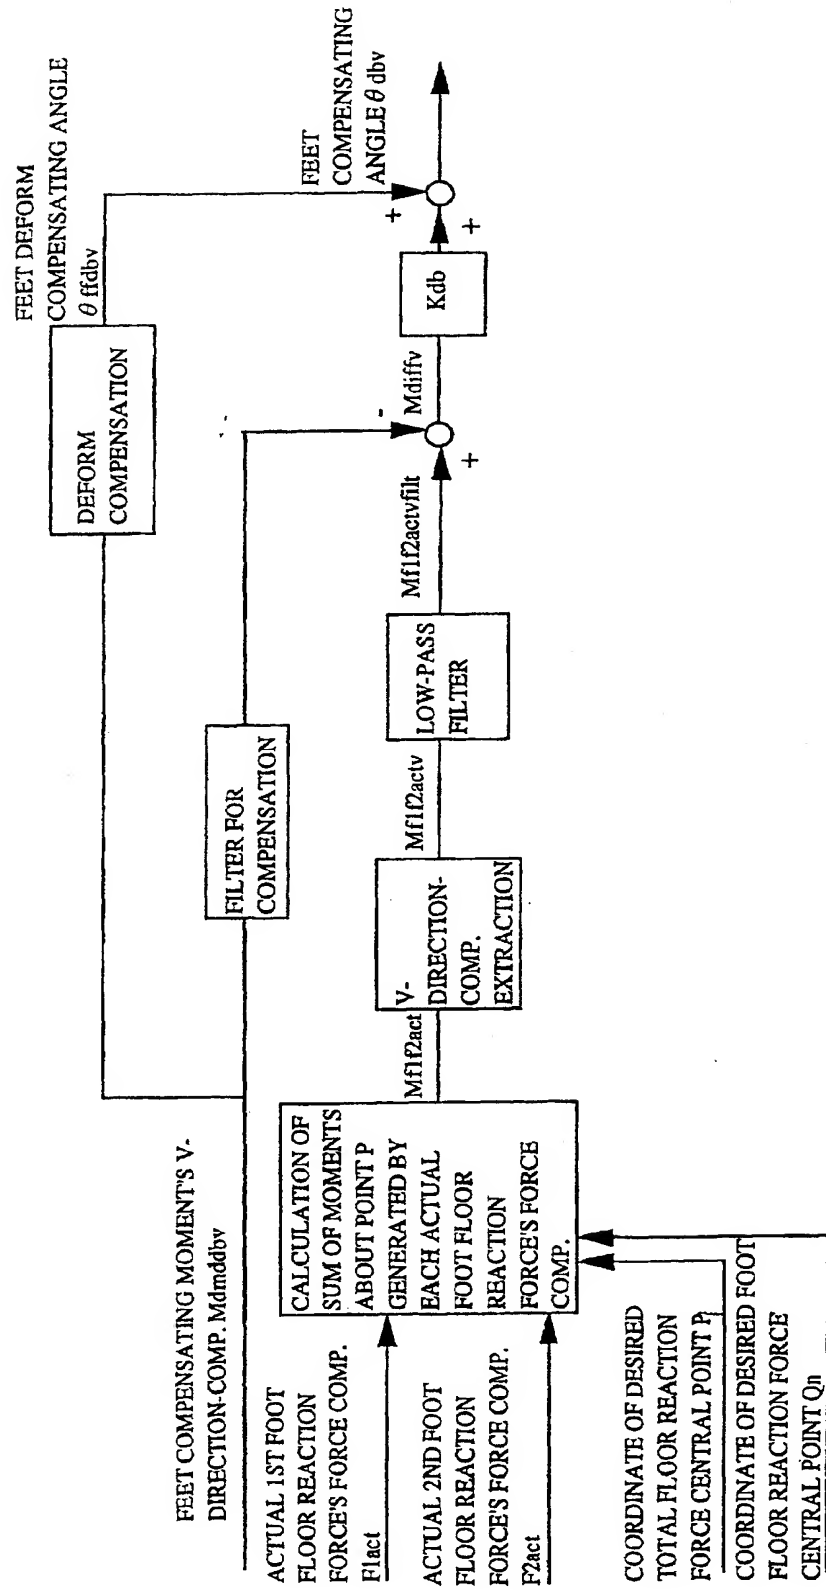 FEET DEFORM
COMPENSATING ANGLE
θ ffdbv
DEFORM
COMPENSATION
FEET
COMPENSATING
ANGLE θ dbv
+
+
Kdb
Mdiffv
-
+
FILTER FOR
COMPENSATION
Mf1f2actvfilt
LOW-PASS
FILTER
Mf1f2actv
V-
DIRECTION-
COMP.
EXTRACTION
Mf1f2act
CALCULATION OF
SUM OF MOMENTS
ABOUT POINT P
GENERATED BY
EACH ACTUAL
FOOT FLOOR
REACTION
FORCE'S FORCE
COMP.
FEET COMPENSATING MOMENT'S V-
DIRECTION-COMP. Mdmddbv
ACTUAL 1ST FOOT
FLOOR REACTION
FORCE'S FORCE COMP.
F1act
ACTUAL 2ND FOOT
FLOOR REACTION
FORCE'S FORCE COMP.
F2act
COORDINATE OF DESIRED
TOTAL FLOOR REACTION
FORCE CENTRAL POINT P
COORDINATE OF DESIRED FOOT
FLOOR REACTION FORCE
CENTRAL POINT Qn